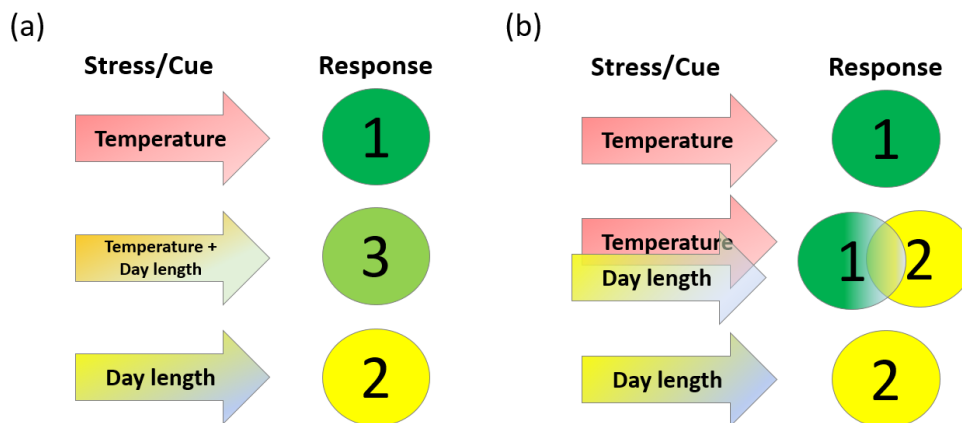 (a)
Stress/Cue Response
Temperature 1
Temperature +
Day length
3
Day length 2
(b)
Stress/Cue Response
Temperature 1
Temperature
Day length
1 2
Day length 2